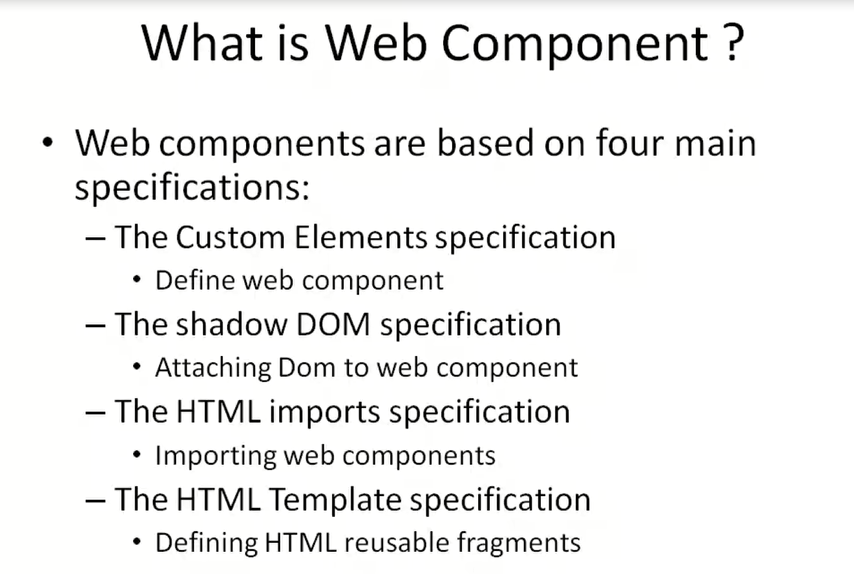 What is Web Component ?
• Web components are based on four main
specifications:
– The Custom Elements specification
• Define web component
– The shadow DOM specification
• Attaching Dom to web component
– The HTML imports specification
• Importing web components
– The HTML Template specification
• Defining HTML reusable fragments